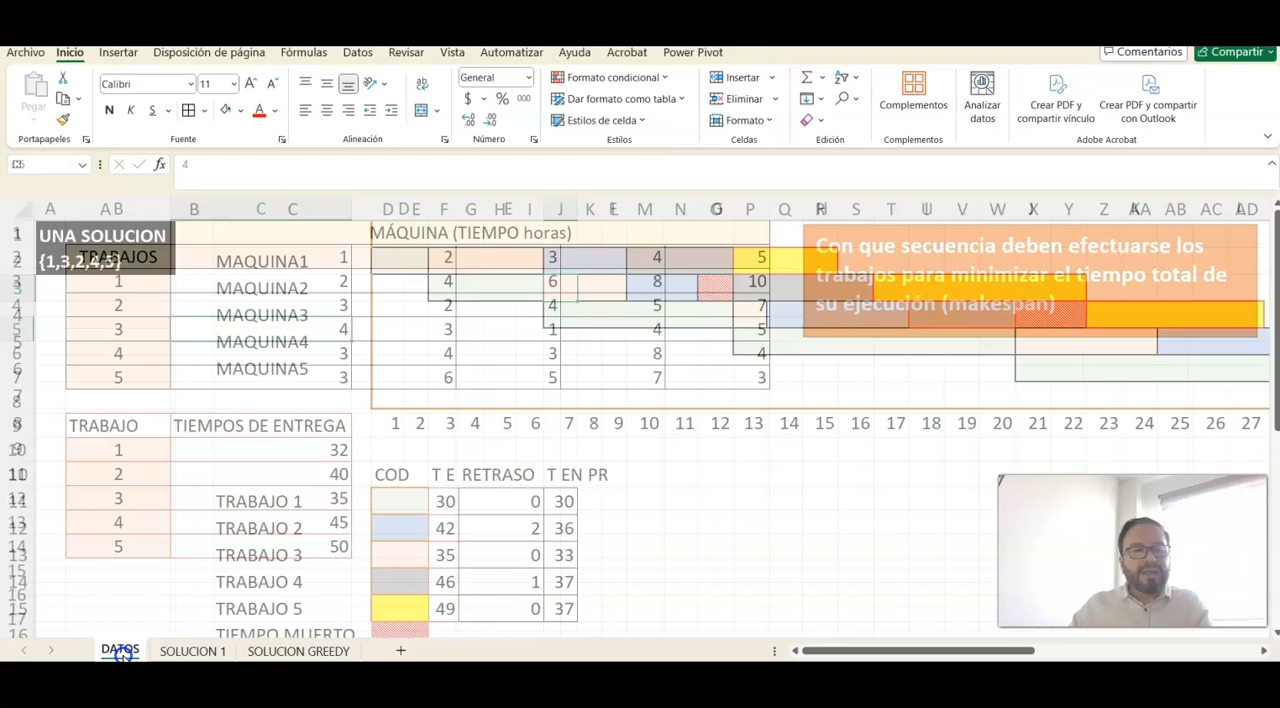 Archivo Inicio Insertar Disposición de página Fórmulas Datos Revisar Vista Automatizar Ayuda Acrobat Power Pivot Comentarios Compartir
Pegar Calibri 11 General Formato condicional Insertar
N K S $ % 000 Dar formato como tabla Eliminar Complementos Analizar datos Crear PDF y compartir vínculo Crear PDF y compartir con Outlook
Estilos de celda Formato
Portapapeles Fuente Alineación Número Estilos Celdas Edición Complementos Adobe Acrobat
fx 4
UNA SOLUCION MÁQUINA (TIEMPO horas)
{1,3,2,4,5} TRABAJOS 1 2 3 4 5
Con que secuencia deben efectuarse los
trabajos para minimizar el tiempo total de
su ejecución (makespan)
MAQUINA1
MAQUINA2
MAQUINA3
MAQUINA4
MAQUINA5
1 2 4 6 8 10
2 3 2 4 5 7
3 4 3 1 4 5
4 3 4 3 8 4
5 3 6 5 7 3
1 2 3 4 5 6 7 8 9 10 11 12 13 14 15 16 17 18 19 20 21 22 23 24 25 26 27
TRABAJO TIEMPOS DE ENTREGA
1 32
2 40
3 35
4 45
5 50
COD T E RETRASO T EN PR
TRABAJO 1 30 0 30
TRABAJO 2 42 2 36
TRABAJO 3 35 0 33
TRABAJO 4 46 1 37
TRABAJO 5 49 0 37
TIEMPO MUERTO
DATOS SOLUCION 1 SOLUCION GREEDY